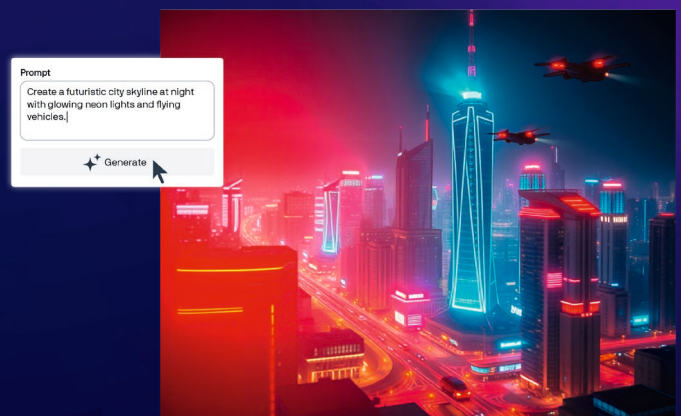 Prompt
Create a futuristic city skyline at night
with glowing neon lights and flying
vehicles.
Generate